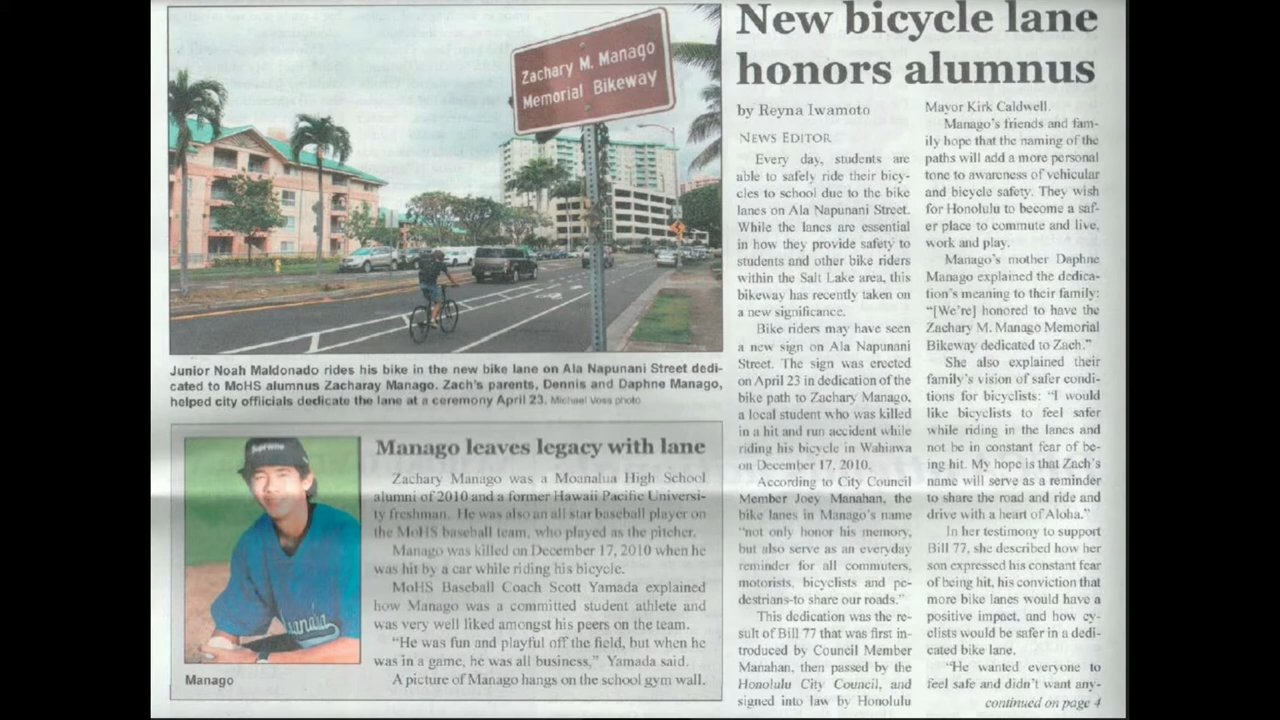 Zachary M. Manago
Memorial Bikeway
Junior Noah Maldonado rides his bike in the new bike lane on Ala Napunani Street dedi-
cated to MoHS alumnus Zacharay Manago. Zach's parents, Dennis and Daphne Manago,
helped city offiicials dedicate the lane at a ceremony April 23. Michael Voss photo
Manago leaves legacy with lane
Zachary Manago was a Moanalua High School
alumni of 2010 and a former Hawaii Pacific Universi-
ty freshman. He was also an all star baseball player on
the MoHS baseball team, who played as the pitcher.
Manago was killed on December 17, 2010 when he
was hit by a car while riding his bicycle.
MoHS Baseball Coach Scott Yamada explained
how Manago was a committed student athlete and
was very well liked amongst his peers on the team.
"He was fun and playful off the field, but when he
was in a game, he was all business," Yamada said.
A picture of Manago hangs on the school gym wall.
Manago
New bicycle lane
honors alumnus
by Reyna Iwamoto
NEWS EDITOR
Every day, students are
able to safely ride their bicy-
cles to school due to the bike
lanes on Ala Napunani Street.
While the lanes are essential
in how they provide safety to
students and other bike riders
within the Salt Lake area, this
bikeway has recently taken on
a new significance.
Bike riders may have seen
a new sign on Ala Napunani
Street. The sign was erected
on April 23 in dedication of the
bike path to Zachary Manago,
a local student who was killed
in a hit and run accident while
riding his bicycle in Wahiawa
on December 17, 2010.
According to City Council
Member Joey Manahan, the
bike lanes in Manago's name
"not only honor his memory,
but also serve as an everyday
reminder for all commuters,
motorists, bicyclists and pe-
destrians-to share our roads."
This dedication was the re-
sult of Bill 77 that was first in-
troduced by Council Member
Manahan, then passed by the
Honolulu City Council, and
signed into law by Honolulu
Mayor Kirk Caldwell.
Manago's friends and fam-
ily hope that the naming of the
paths will add a more personal
tone to awareness of vehicular
and bicycle safety. They wish
for Honolulu to become a saf-
er place to commute and live,
work and play.
Manago's mother Daphne
Manago explained the dedica-
tion's meaning to their family:
"[We're] honored to have the
Zachary M. Manago Memorial
Bikeway dedicated to Zach."
She also explained their
family's vision of safer condi-
tions for bicyclists: "I would
like bicyclists to feel safer
while riding in the lanes and
not be in constant fear of be-
ing hit. My hope is that Zach's
name will serve as a reminder
to share the road and ride and
drive with a heart of Aloha."
In her testimony to support
Bill 77, she described how her
son expressed his constant fear
of being hit, his conviction that
more bike lanes would have a
positive impact, and how cy-
clists would be safer in a dedi-
cated bike lane.
"He wanted everyone to
feel safe and didn't want any-
continued on page 4